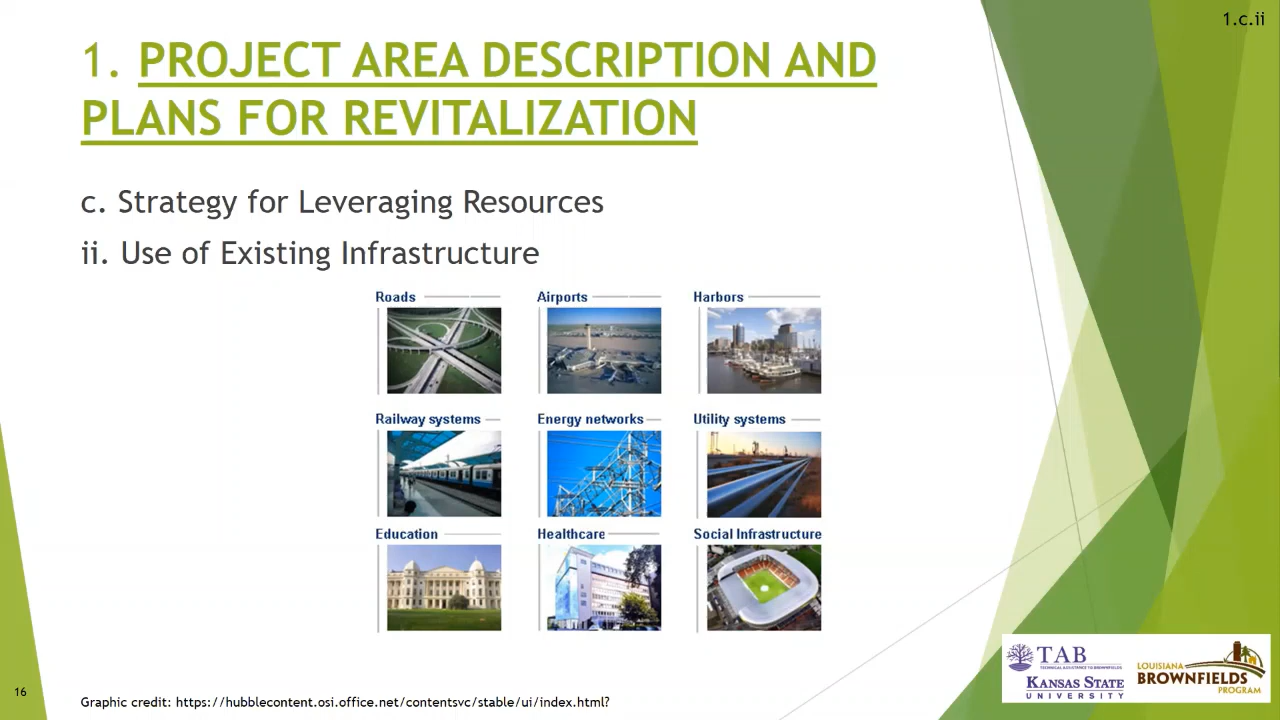 1.c.ii
1. PROJECT AREA DESCRIPTION AND
PLANS FOR REVITALIZATION
c. Strategy for Leveraging Resources
ii. Use of Existing Infrastructure
Roads
Airports
Harbors
Railway systems
Energy networks
Utility systems
Education
Healthcare
Social Infrastructure
TAB
TECHNICAL ASSISTANCE TO BROWNFIELDS
KANSAS STATE
UNIVERSITY
LOUISIANA
BROWNFIELDS
PROGRAM
16
Graphic credit: https://hubblecontent.osi.office.net/contentsvc/stable/ui/index.html?